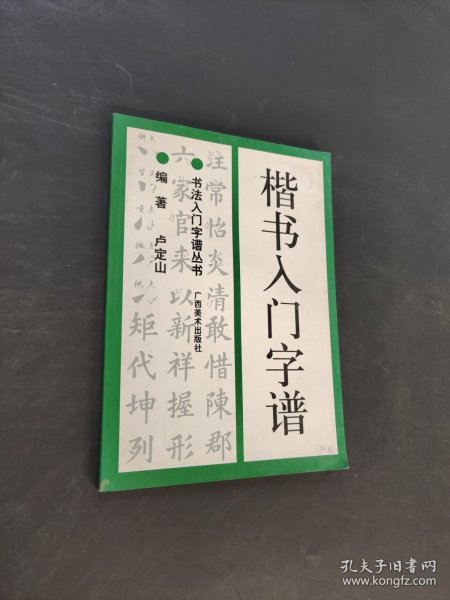 楷书入门字谱
书法入门字谱丛书
广西美术出版社
编著 卢定山
注常怡炎清敢惜陳郡
六家官来以新祥握形
矩代坤列
孔夫子旧书网
www.kongfz.com